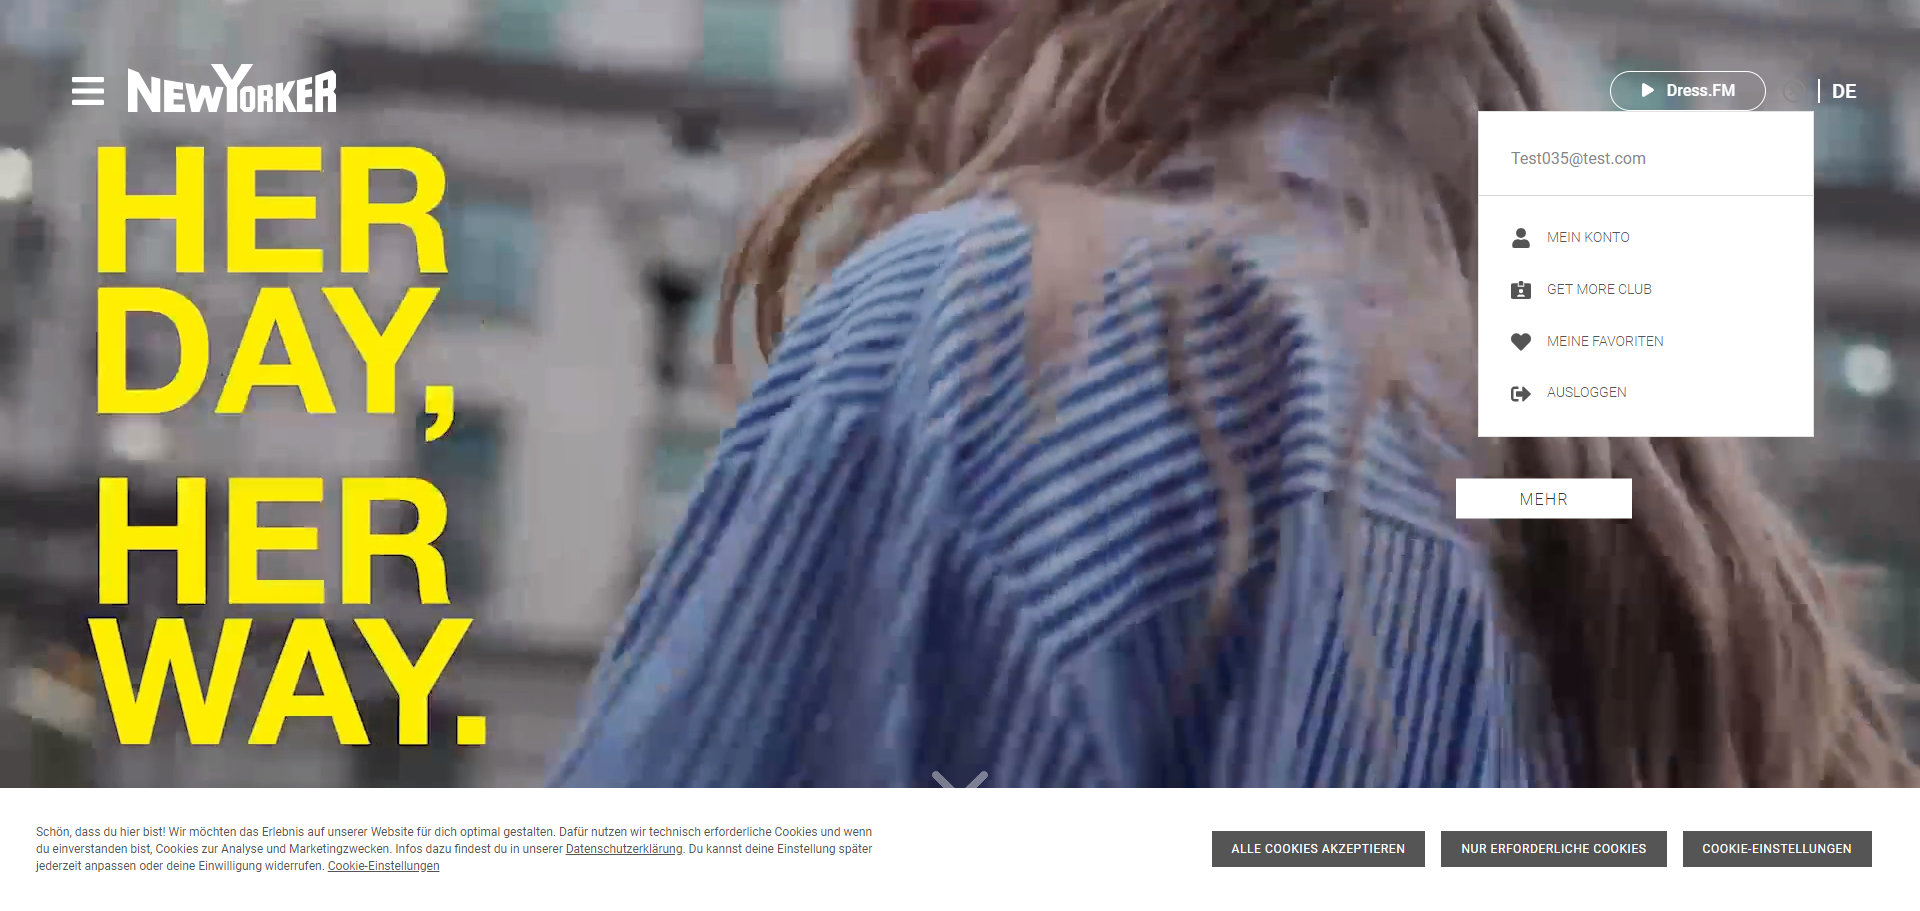 NEWYORKER
Dress.FM
DE
HER
DAY,
HER
WAY.
Test035@test.com
MEIN KONTO
GET MORE CLUB
MEINE FAVORITEN
AUSLOGGEN
MEHR
Schön, dass du hier bist! Wir möchten das Erlebnis auf unserer Website für dich optimal gestalten. Dafür nutzen wir technisch erforderliche Cookies und wenn
du einverstanden bist, Cookies zur Analyse und Marketingzwecken. Infos dazu findest du in unserer Datenschutzerklärung. Du kannst deine Einstellung später
jederzeit anpassen oder deine Einwilligung widerrufen. Cookie-Einstellungen
ALLE COOKIES AKZEPTIEREN
NUR ERFORDERLICHE COOKIES
COOKIE-EINSTELLUNGEN